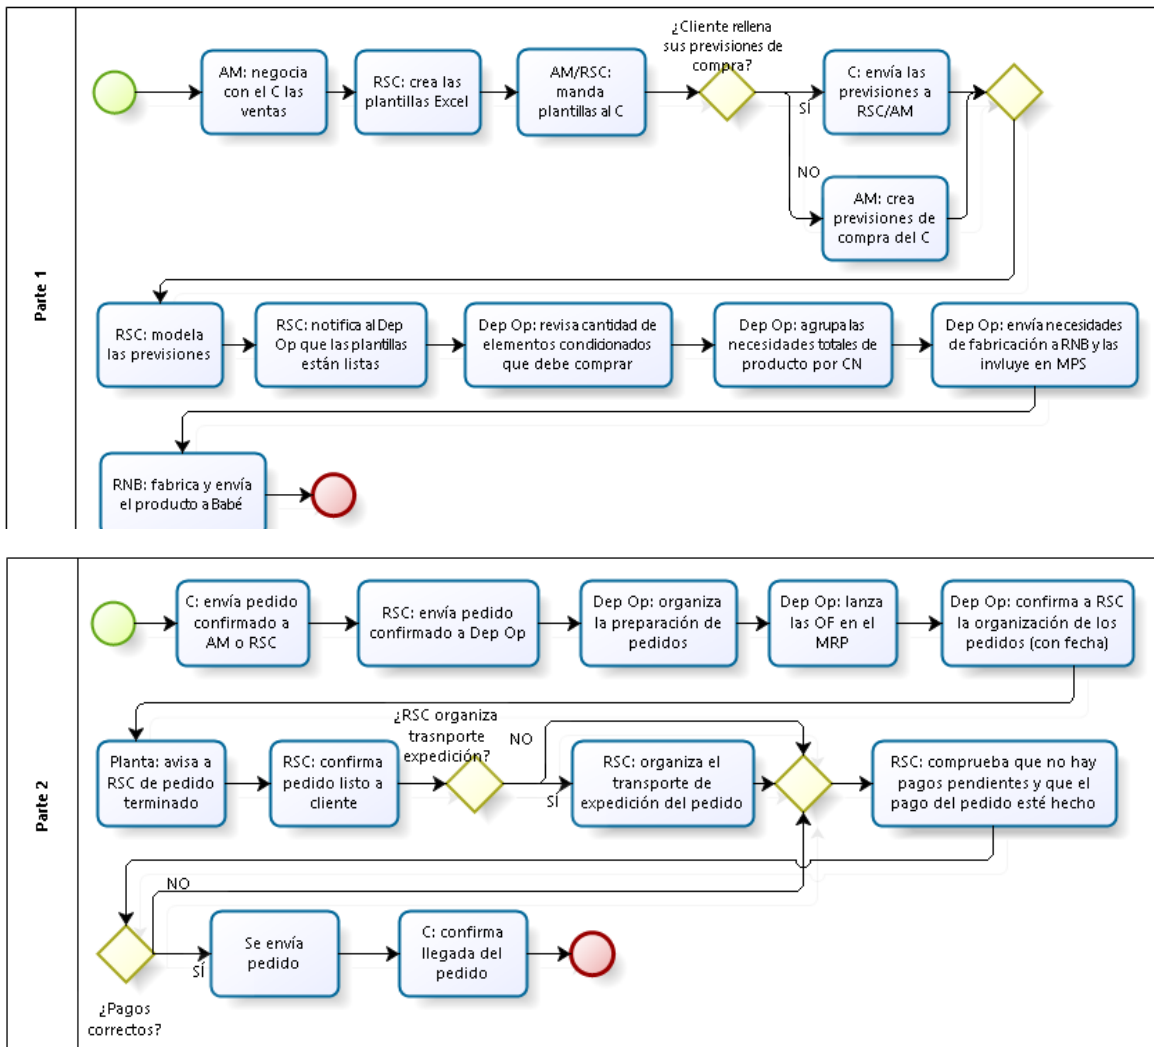 Parte 1
AM: negocia
con el C las
ventas
RSC: crea las
plantillas Excel
AM/RSC:
manda
plantillas al C
¿Cliente rellena
sus previsiones de
compra?
SÍ
NO
C: envía las
previsiones a
RSC/AM
AM: crea
previsiones de
compra del C
RSC: modela
las previsiones
RSC: notifica al Dep
Op que las plantillas
están listas
Dep Op: revisa cantidad de
elementos condicionados
que debe comprar
Dep Op: agrupa las
necesidades totales de
producto por CN
Dep Op: envía necesidades
de fabricación a RNB y las
invluye en MPS
RNB: fabrica y envía
el producto a Babé
Parte 2
C: envía pedido
confirmado a
AM o RSC
RSC: envía pedido
confirmado a Dep Op
Dep Op: organiza
la preparación de
pedidos
Dep Op: lanza
las OF en el
MRP
Dep Op: confirma a RSC
la organización de los
pedidos (con fecha)
Planta: avisa a
RSC de pedido
terminado
RSC: confirma
pedido listo a
cliente
¿RSC organiza
trasnporte
expedición?
NO
SÍ
RSC: organiza el
transporte de
expedición del pedido
RSC: comprueba que no hay
pagos pendientes y que el
pago del pedido esté hecho
NO
SÍ
¿Pagos
correctos?
Se envía
pedido
C: confirma
llegada del
pedido